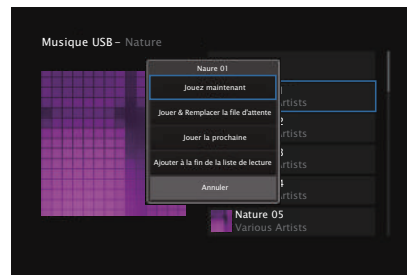 Musique USB – Nature
Naure 01
Jouez maintenant
Jouer & Remplacer la file d'attente
Jouer la prochaine
Ajouter à la fin de la liste de lecture
Annuler
Nature 05
Various Artists